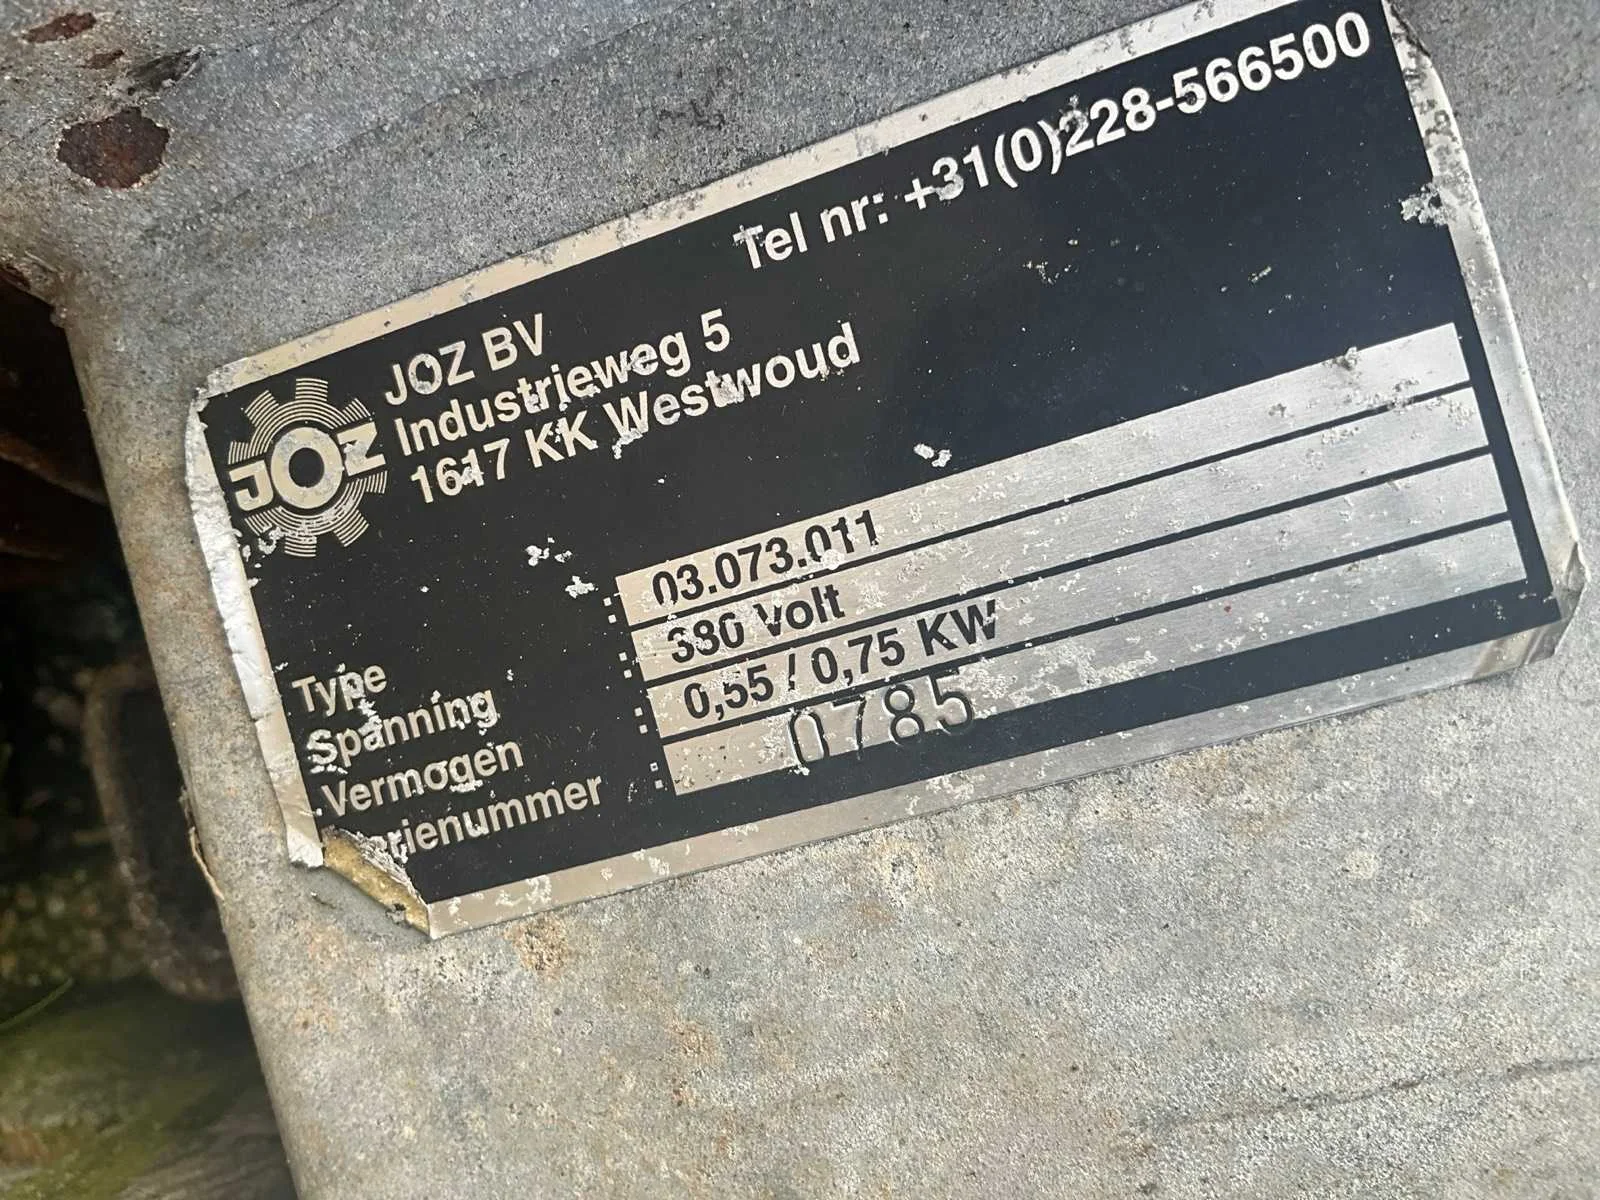 Tel nr: +31(0)228-566500
JOZ
JOZ BV
Industrieweg 5
1617 KK Westwoud
Type : 03.073.011
Spanning : 380 Volt
Vermogen : 0,55 / 0,75 KW
erienummer : 0785